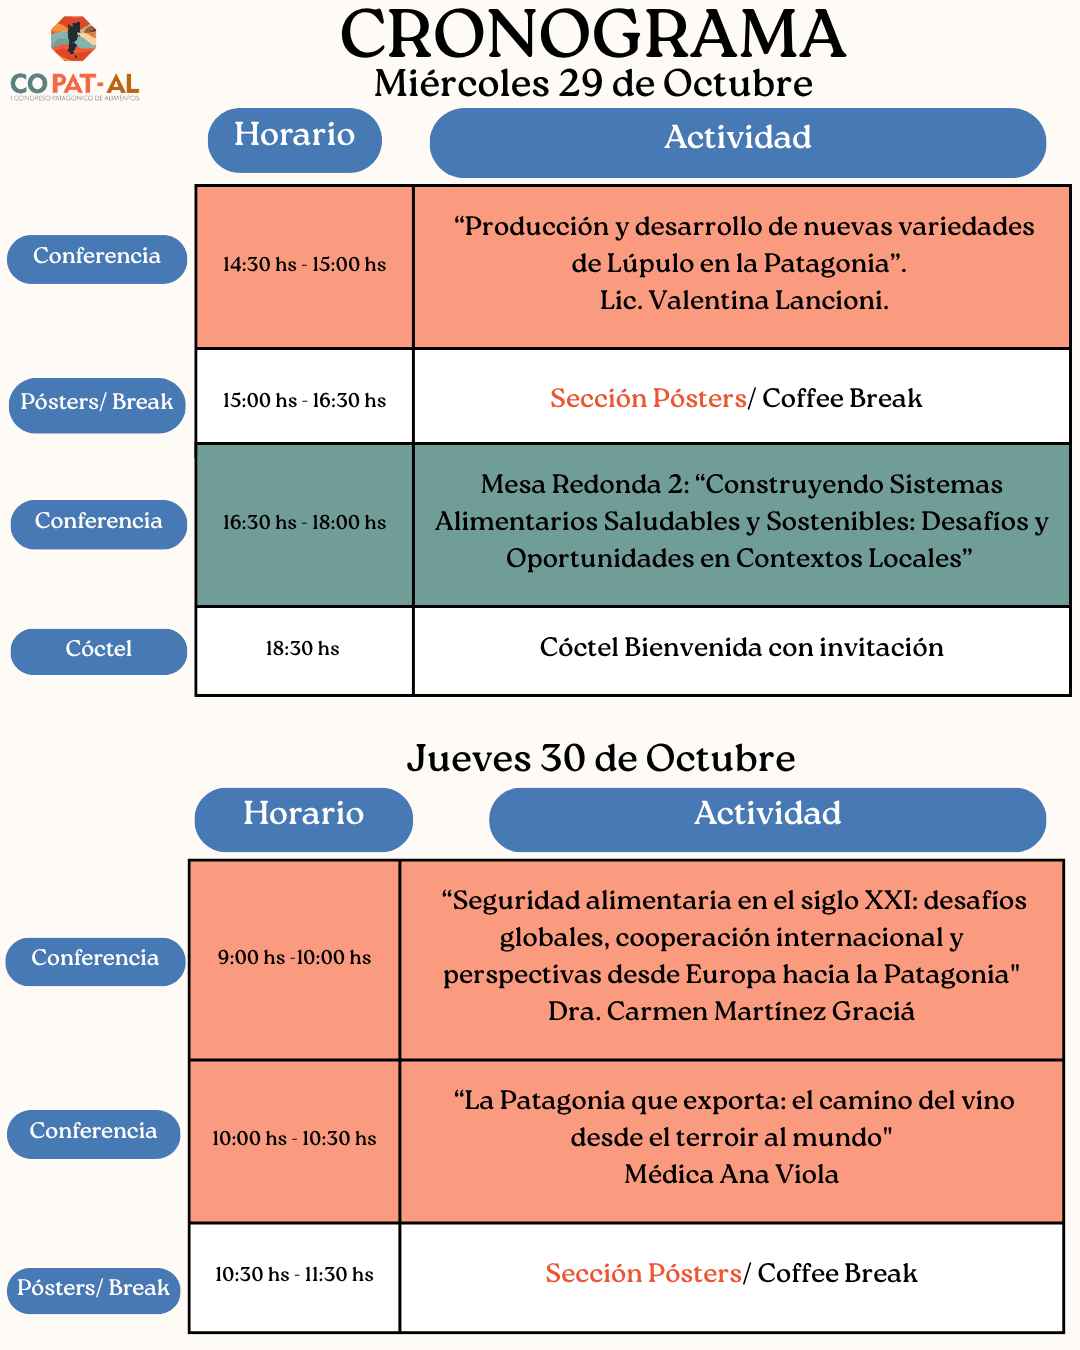 CO PAT-AL
I CONGRESO PATAGONICO DE ALIMENTOS
CRONOGRAMA
Miércoles 29 de Octubre
Horario
Actividad
Conferencia
14:30 hs - 15:00 hs
“Producción y desarrollo de nuevas variedades
de Lúpulo en la Patagonia”.
Lic. Valentina Lancioni.
Pósters/ Break
15:00 hs - 16:30 hs
Sección Pósters/ Coffee Break
Conferencia
16:30 hs - 18:00 hs
Mesa Redonda 2: “Construyendo Sistemas
Alimentarios Saludables y Sostenibles: Desafíos y
Oportunidades en Contextos Locales”
Cóctel
18:30 hs
Cóctel Bienvenida con invitación
Jueves 30 de Octubre
Horario
Actividad
Conferencia
9:00 hs -10:00 hs
“Seguridad alimentaria en el siglo XXI: desafíos
globales, cooperación internacional y
perspectivas desde Europa hacia la Patagonia"
Dra. Carmen Martínez Graciá
Conferencia
10:00 hs - 10:30 hs
“La Patagonia que exporta: el camino del vino
desde el terroir al mundo"
Médica Ana Viola
Pósters/ Break
10:30 hs - 11:30 hs
Sección Pósters/ Coffee Break